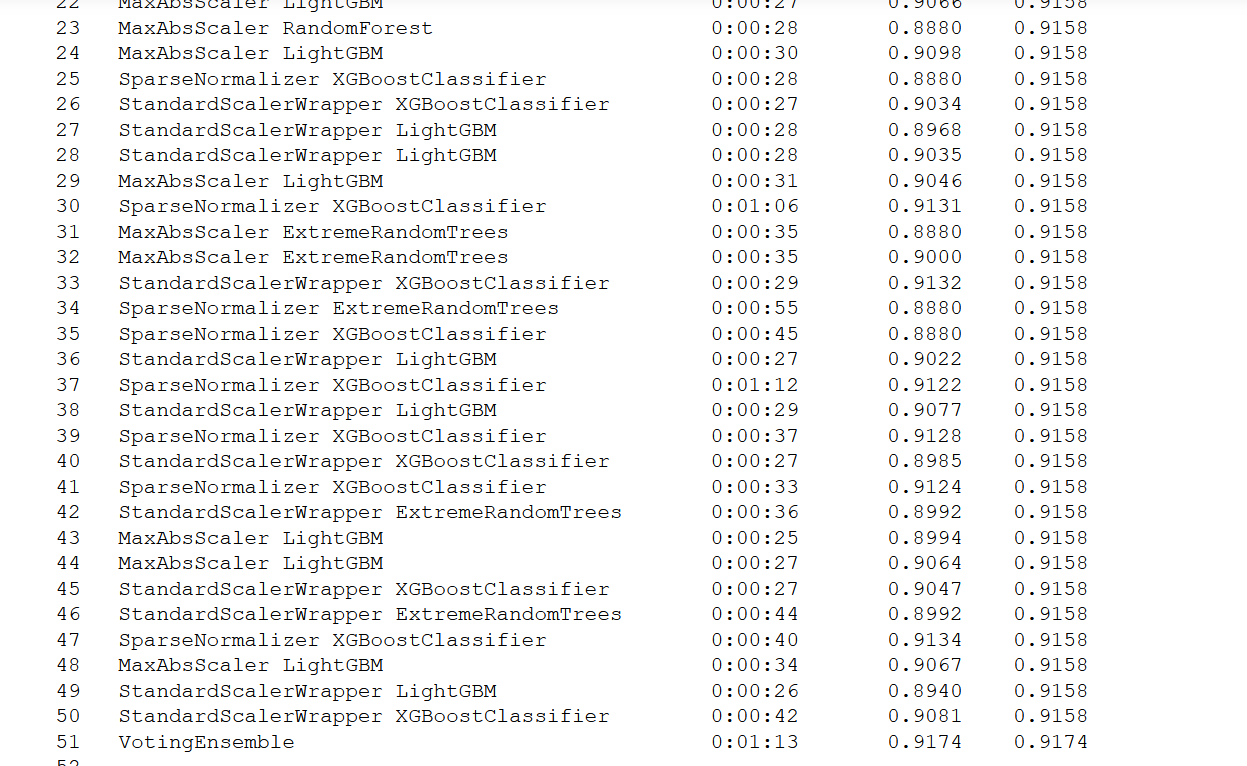 22 MaxAbsScaler LightGBM 0:00:27 0.9066 0.9158
23 MaxAbsScaler RandomForest 0:00:28 0.8880 0.9158
24 MaxAbsScaler LightGBM 0:00:30 0.9098 0.9158
25 SparseNormalizer XGBoostClassifier 0:00:28 0.8880 0.9158
26 StandardScalerWrapper XGBoostClassifier 0:00:27 0.9034 0.9158
27 StandardScalerWrapper LightGBM 0:00:28 0.8968 0.9158
28 StandardScalerWrapper LightGBM 0:00:28 0.9035 0.9158
29 MaxAbsScaler LightGBM 0:00:31 0.9046 0.9158
30 SparseNormalizer XGBoostClassifier 0:01:06 0.9131 0.9158
31 MaxAbsScaler ExtremeRandomTrees 0:00:35 0.8880 0.9158
32 MaxAbsScaler ExtremeRandomTrees 0:00:35 0.9000 0.9158
33 StandardScalerWrapper XGBoostClassifier 0:00:29 0.9132 0.9158
34 SparseNormalizer ExtremeRandomTrees 0:00:55 0.8880 0.9158
35 SparseNormalizer XGBoostClassifier 0:00:45 0.8880 0.9158
36 StandardScalerWrapper LightGBM 0:00:27 0.9022 0.9158
37 SparseNormalizer XGBoostClassifier 0:01:12 0.9122 0.9158
38 StandardScalerWrapper LightGBM 0:00:29 0.9077 0.9158
39 SparseNormalizer XGBoostClassifier 0:00:37 0.9128 0.9158
40 StandardScalerWrapper XGBoostClassifier 0:00:27 0.8985 0.9158
41 SparseNormalizer XGBoostClassifier 0:00:33 0.9124 0.9158
42 StandardScalerWrapper ExtremeRandomTrees 0:00:36 0.8992 0.9158
43 MaxAbsScaler LightGBM 0:00:25 0.8994 0.9158
44 MaxAbsScaler LightGBM 0:00:27 0.9064 0.9158
45 StandardScalerWrapper XGBoostClassifier 0:00:27 0.9047 0.9158
46 StandardScalerWrapper ExtremeRandomTrees 0:00:44 0.8992 0.9158
47 SparseNormalizer XGBoostClassifier 0:00:40 0.9134 0.9158
48 MaxAbsScaler LightGBM 0:00:34 0.9067 0.9158
49 StandardScalerWrapper LightGBM 0:00:26 0.8940 0.9158
50 StandardScalerWrapper XGBoostClassifier 0:00:42 0.9081 0.9158
51 VotingEnsemble 0:01:13 0.9174 0.9174